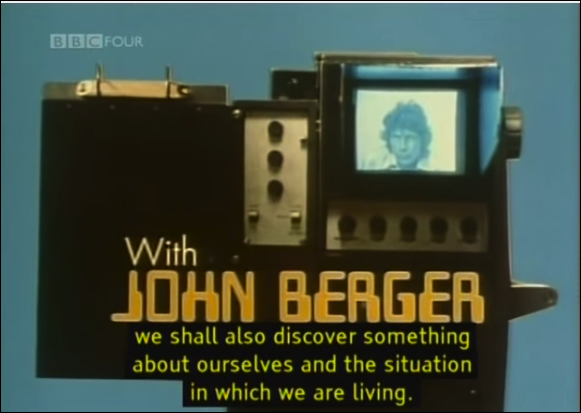 BBC FOUR
With
JOHN BERGER
we shall also discover something
about ourselves and the situation
in which we are living.